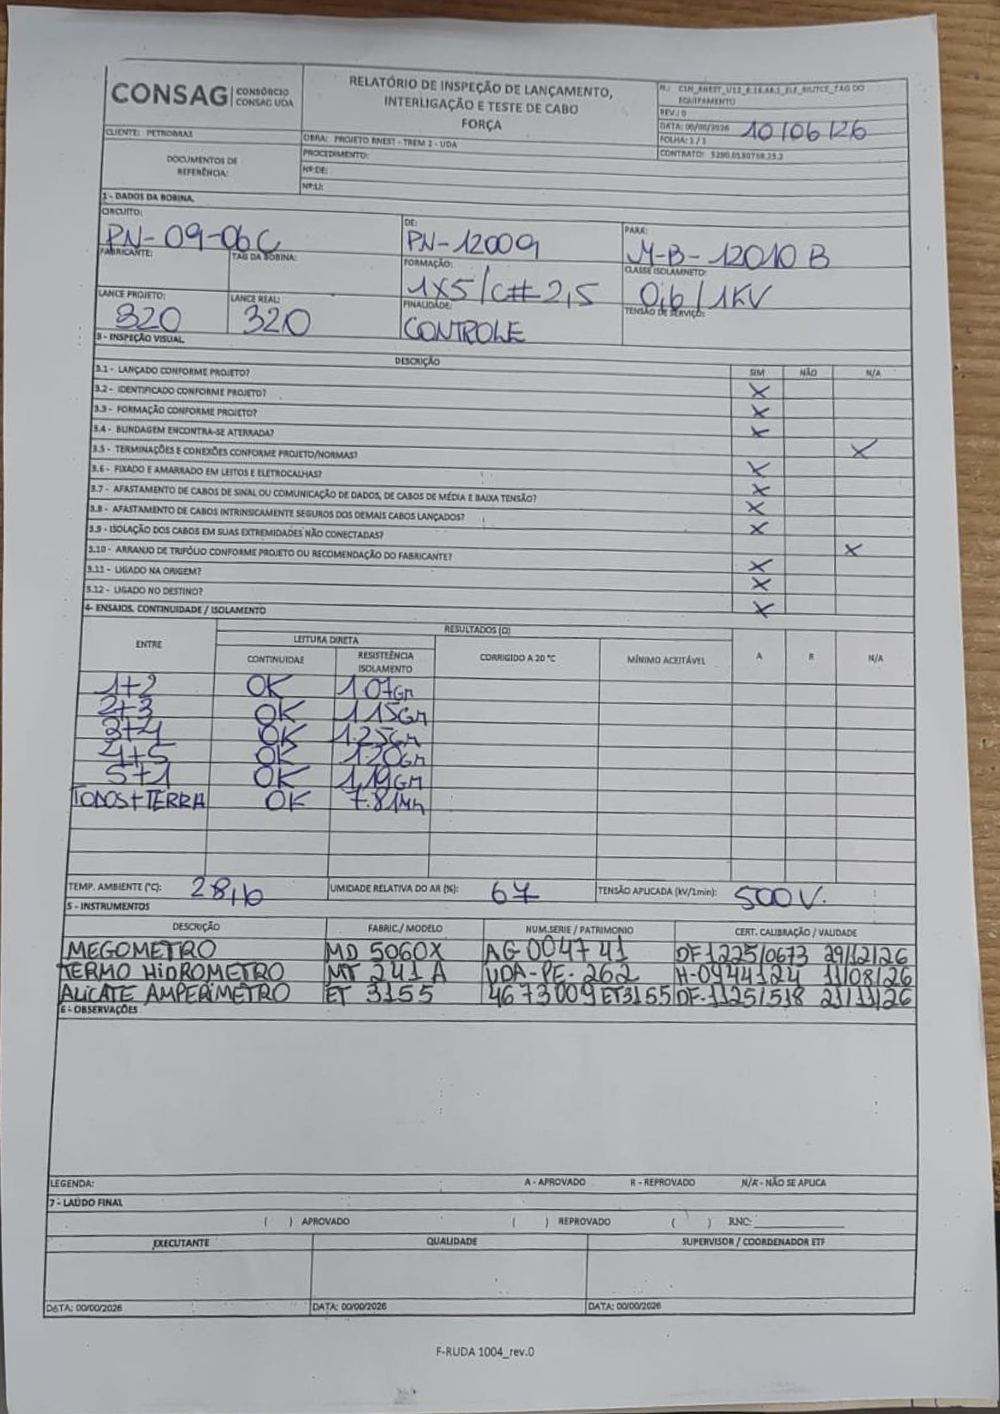 CONSAG CONSÓRCIO CONSAG UDA
RELATÓRIO DE INSPEÇÃO DE LANÇAMENTO,
INTERLIGAÇÃO E TESTE DE CABO
FORÇA
EQUIPAMENTO
REV.: 0
DATA: 00/00/2026 10/06/26
FOLHA: 1 / 1
CLIENTE: PETROBRAS
OBRA: PROJETO RNEST - TREM 2 - UDA
CONTRATO: 5290.0130758.25.2
DOCUMENTOS DE
REFERÊNCIA:
PROCEDIMENTO:
Nº DE:
Nº LI:
1 - DADOS DA BOBINA.
CIRCUITO: DE: PARA:
PN-09-06C PN-12009 M-B-12010 B
FABRICANTE: TAG DA BOBINA: FORMAÇÃO: CLASSE ISOLAMNETO:
1X5/C#2,5 0,6/1KV
LANCE PROJETO: LANCE REAL: FINALIDADE: TENSÃO DE SERVIÇO:
320 320 CONTROLE
3 - INSPEÇÃO VISUAL
DESCRIÇÃO SIM NÃO N/A
3.1 - LANÇADO CONFORME PROJETO? X
3.2 - IDENTIFICADO CONFORME PROJETO? X
3.3 - FORMAÇÃO CONFORME PROJETO? X
3.4 - BLINDAGEM ENCONTRA-SE ATERRADA? X
3.5 - TERMINAÇÕES E CONEXÕES CONFORME PROJETO/NORMAS? X
3.6 - FIXADO E AMARRADO EM LEITOS E ELETROCALHAS? X
3.7 - AFASTAMENTO DE CABOS DE SINAL OU COMUNICAÇÃO DE DADOS, DE CABOS DE MÉDIA E BAIXA TENSÃO? X
3.8 - AFASTAMENTO DE CABOS INTRINSICAMENTE SEGUROS DOS DEMAIS CABOS LANÇADOS? X
3.9 - ISOLAÇÃO DOS CABOS EM SUAS EXTREMIDADES NÃO CONECTADAS? X
3.10 - ARRANJO DE TRIFÓLIO CONFORME PROJETO OU RECOMENDAÇÃO DO FABRICANTE? X
3.11 - LIGADO NA ORIGEM? X
3.12 - LIGADO NO DESTINO? X
4- ENSAIOS. CONTINUIDADE / ISOLAMENTO X
RESULTADOS (Ω)
ENTRE LEITURA DIRETA CORRIGIDO A 20 °C MÍNIMO ACEITÁVEL A R N/A
CONTINUIDAE RESISTEÊNCIA
ISOLAMENTO
1+2 OK 1.07GΩ
2+3 OK 1.15GΩ
3+4 OK 1.25GΩ
4+5 OK 1.20GΩ
5+1 OK 1,19GΩ
TODOS+TERRA OK 7.81MΩ
TEMP. AMBIENTE (°C): 28,6 UMIDADE RELATIVA DO AR (%): 67 TENSÃO APLICADA (kV/1min): 500V.
5 - INSTRUMENTOS
DESCRIÇÃO FABRIC./ MODELO NUM.SERIE / PATRIMONIO CERT. CALIBRAÇÃO / VALIDADE
MEGOMETRO MD 5060X AG 004741 DF1225/0673 29/12/26
TERMO HIDROMETRO MT 241 A UDA-PE-262 H-0944124 11/08/26
ALICATE AMPERIMETRO ET 3155 4673009ET3155 DF-1125/518 21/11/26
6 - OBSERVAÇÕES
LEGENDA: A - APROVADO R - REPROVADO N/A - NÃO SE APLICA
7 - LAUDO FINAL
( ) APROVADO ( ) REPROVADO ( ) RNC:
EXECUTANTE QUALIDADE SUPERVISOR / COORDENADOR ETF
DATA: 00/00/2026 DATA: 00/00/2026 DATA: 00/00/2026
F-RUDA 1004_rev.0